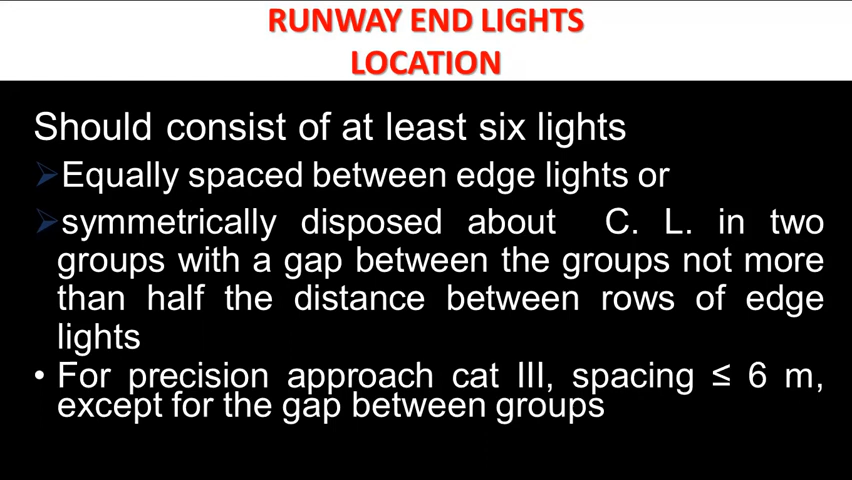 RUNWAY END LIGHTS
LOCATION
Should consist of at least six lights
➢Equally spaced between edge lights or
➢symmetrically disposed about C. L. in two
groups with a gap between the groups not more
than half the distance between rows of edge
lights
• For precision approach cat III, spacing ≤ 6 m,
except for the gap between groups